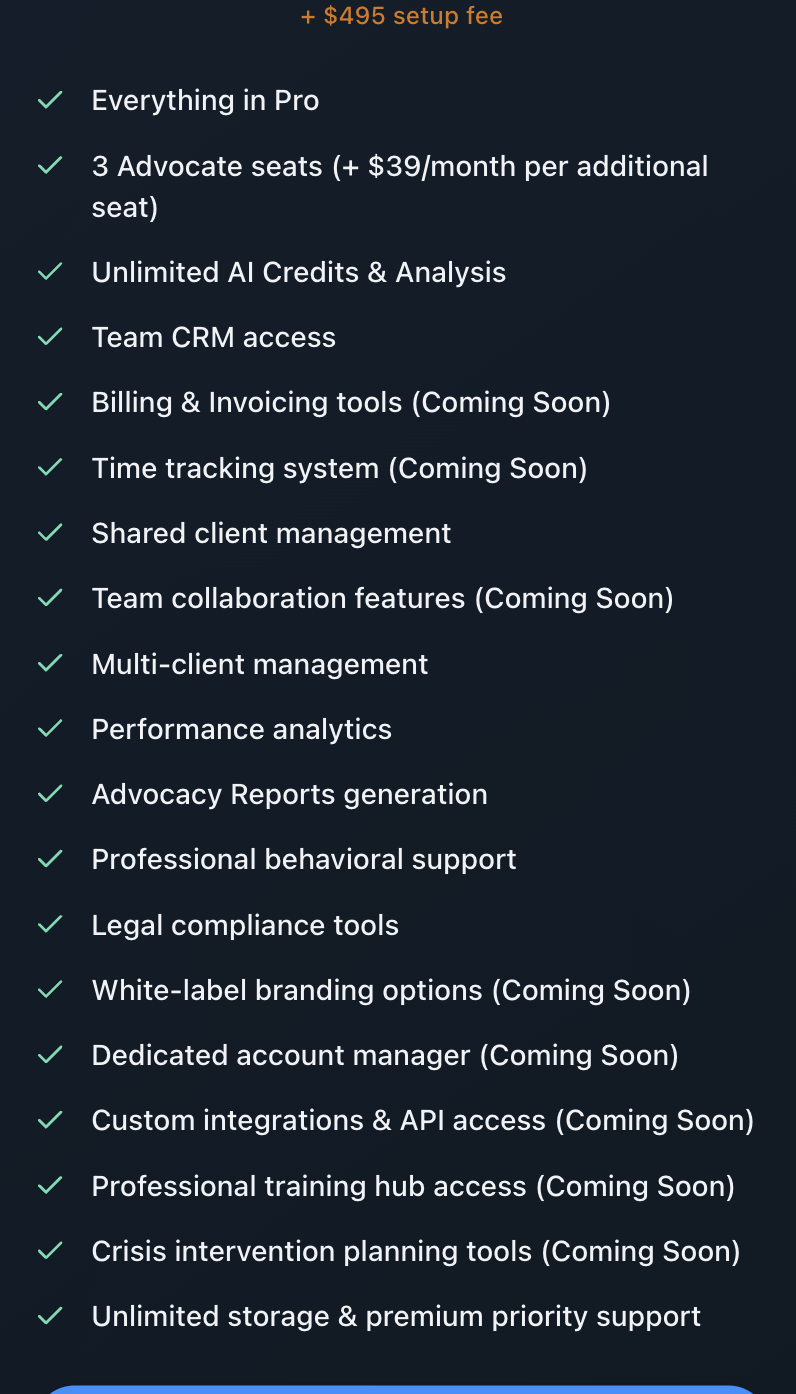 + $495 setup fee
Everything in Pro
3 Advocate seats (+ $39/month per additional
seat)
Unlimited AI Credits & Analysis
Team CRM access
Billing & Invoicing tools (Coming Soon)
Time tracking system (Coming Soon)
Shared client management
Team collaboration features (Coming Soon)
Multi-client management
Performance analytics
Advocacy Reports generation
Professional behavioral support
Legal compliance tools
White-label branding options (Coming Soon)
Dedicated account manager (Coming Soon)
Custom integrations & API access (Coming Soon)
Professional training hub access (Coming Soon)
Crisis intervention planning tools (Coming Soon)
Unlimited storage & premium priority support